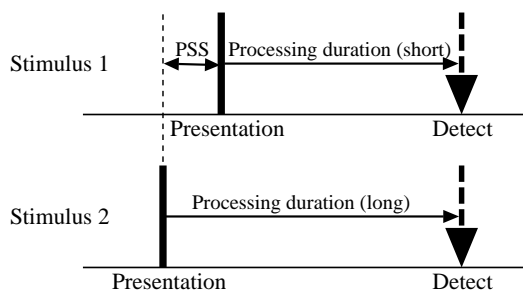 PSS
Processing duration (short)
Stimulus 1
Presentation
Detect
Processing duration (long)
Stimulus 2
Presentation
Detect